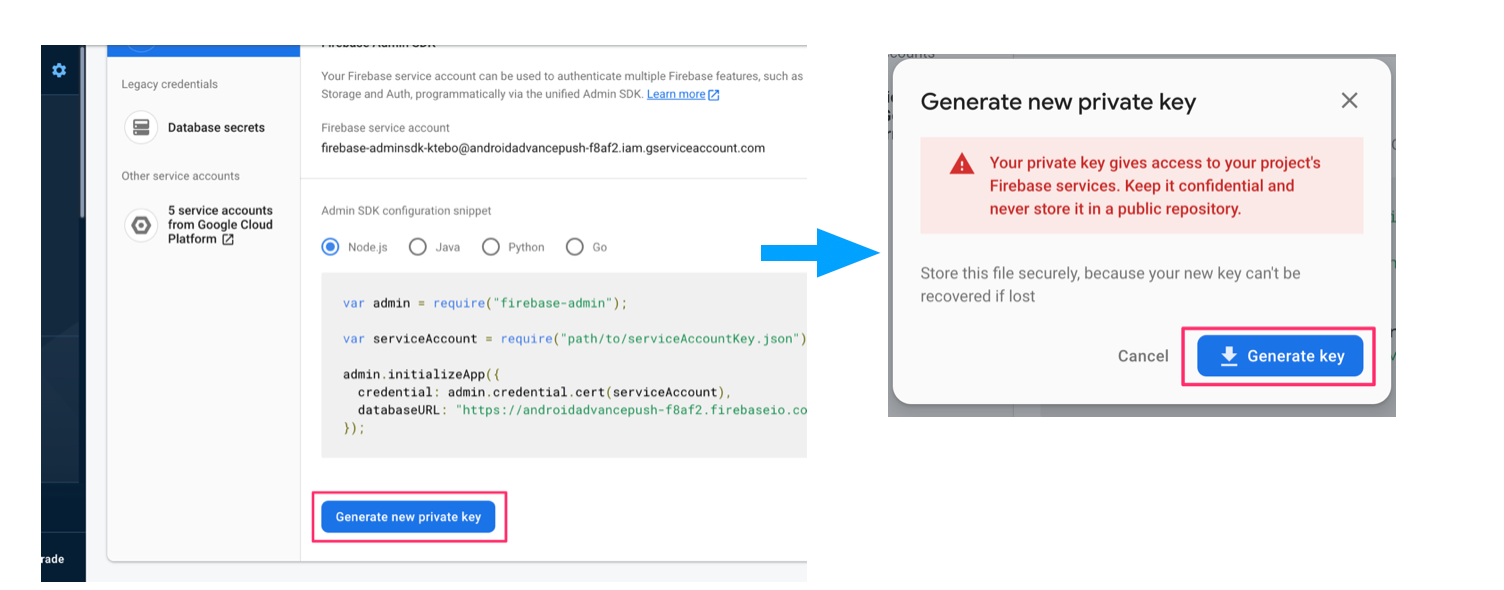 Firebase Admin SDK
Legacy credentials
Your Firebase service account can be used to authenticate multiple Firebase features, such as
Storage and Auth, programmatically via the unified Admin SDK. Learn more
Database secrets
Firebase service account
firebase-adminsdk-ktebo@androidadvancepush-f8af2.iam.gserviceaccount.com
Other service accounts
5 service accounts
from Google Cloud
Platform
Admin SDK configuration snippet
Node.js
Java
Python
Go
var admin = require("firebase-admin");
var serviceAccount = require("path/to/serviceAccountKey.json")
admin.initializeApp({
credential: admin.credential.cert(serviceAccount),
databaseURL: "https://androidadvancepush-f8af2.firebaseio.co
});
Generate new private key
rade
Generate new private key
Your private key gives access to your project's
Firebase services. Keep it confidential and
never store it in a public repository.
Store this file securely, because your new key can't be
recovered if lost
Cancel
Generate key